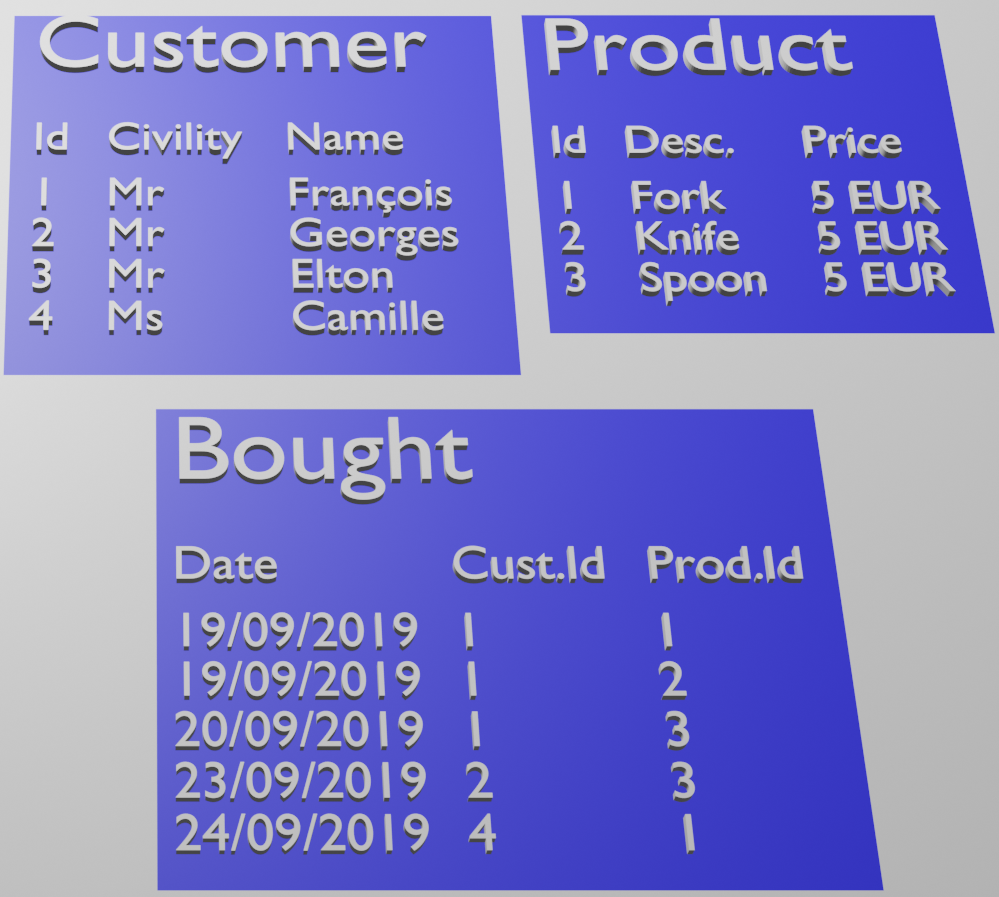 Customer
Id Civility Name
1 Mr François
2 Mr Georges
3 Mr Elton
4 Ms Camille
Product
Id Desc. Price
1 Fork 5 EUR
2 Knife 5 EUR
3 Spoon 5 EUR
Bought
Date Cust.Id Prod.Id
19/09/2019 1 1
19/09/2019 1 2
20/09/2019 1 3
23/09/2019 2 3
24/09/2019 4 1